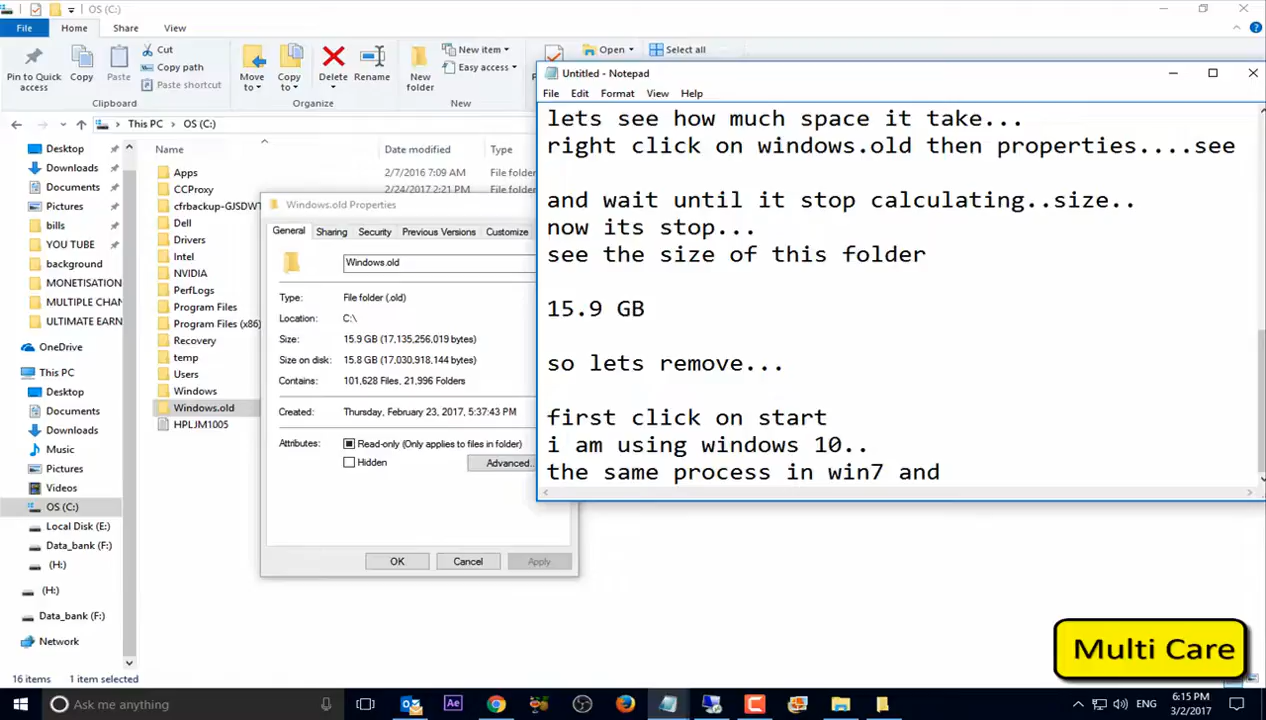 OS (C:)
File
Home
Share
View
Pin to Quick access
Copy
Paste
Cut
Copy path
Paste shortcut
Clipboard
Move to
Copy to
Delete
Rename
Organize
New folder
New item
Easy access
New
Open
Select all
This PC > OS (C:)
Name
Date modified
Type
Desktop
Downloads
Documents
Pictures
bills
YOU TUBE
background
MONETISATION
MULTIPLE CHAN
ULTIMATE EARN
OneDrive
This PC
Desktop
Documents
Downloads
Music
Pictures
Videos
OS (C:)
Local Disk (E:)
Data_bank (F:)
(H:)
(H:)
Data_bank (F:)
Network
Apps 2/7/2016 7:09 AM File folder
CCProxy 2/24/2017 2:21 PM File folder
cfrbackup-GJSDWT
Dell
Drivers
Intel
NVIDIA
PerfLogs
Program Files
Program Files (x86)
Recovery
temp
Users
Windows
Windows.old
HPLJM1005
Windows.old Properties
General
Sharing
Security
Previous Versions
Customize
Windows.old
Type: File folder (.old)
Location: C:\
Size: 15.9 GB (17,135,256,019 bytes)
Size on disk: 15.8 GB (17,030,918,144 bytes)
Contains: 101,628 Files, 21,996 Folders
Created: Thursday, February 23, 2017, 5:37:43 PM
Attributes: Read-only (Only applies to files in folder)
Hidden
Advanced..
OK
Cancel
Apply
Untitled - Notepad
File Edit Format View Help
lets see how much space it take...
right click on windows.old then properties....see
and wait until it stop calculating..size..
now its stop...
see the size of this folder
15.9 GB
so lets remove...
first click on start
i am using windows 10..
the same process in win7 and
Multi Care
16 items 1 item selected
Ask me anything
ENG
6:15 PM
3/2/2017